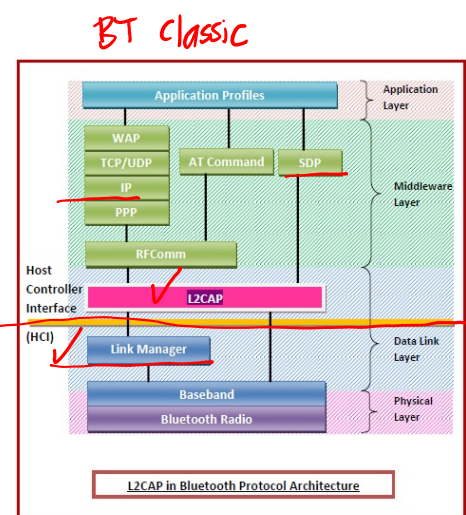 BT Classic
Application Profiles
Application
Layer
WAP
TCP/UDP
IP
PPP
AT Command
SDP
Middleware
Layer
RFComm
Host
Controller
Interface
(HCI)
L2CAP
Link Manager
Data Link
Layer
Baseband
Bluetooth Radio
Physical
Layer
L2CAP in Bluetooth Protocol Architecture